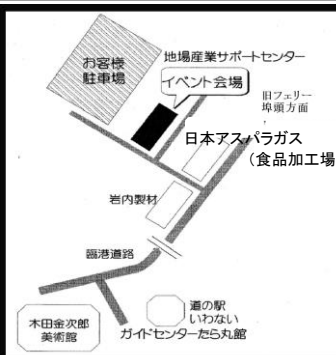 お客様
駐車場
地場産業サポートセンター
イベント会場
旧フェリー
埠頭方面
日本アスパラガス
（食品加工場
岩内製材
臨港道路
道の駅
いわない
木田金次郎
美術館
ガイドセンターたら丸館